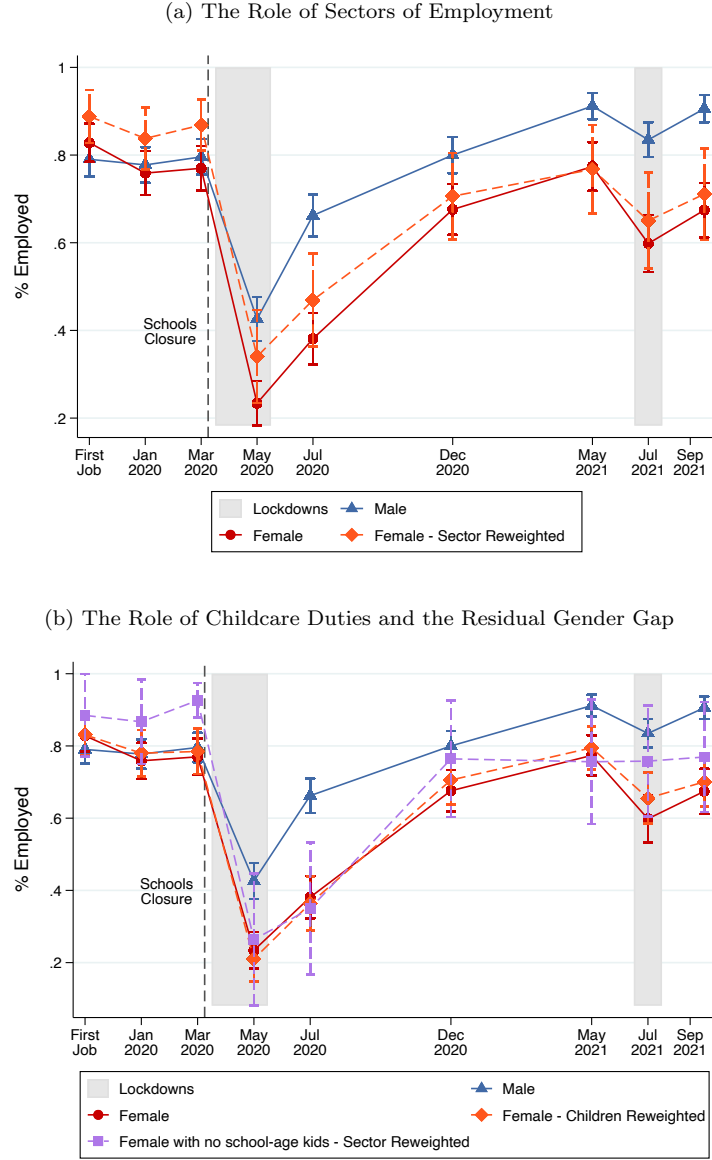 (a) The Role of Sectors of Employment
1
.8
.6
.4
.2
% Employed
Schools
Closure
First Job
Jan 2020
Mar 2020
May 2020
Jul 2020
Dec 2020
May 2021
Jul 2021
Sep 2021
Lockdowns
Male
Female
Female - Sector Reweighted
(b) The Role of Childcare Duties and the Residual Gender Gap
1
.8
.6
.4
.2
% Employed
Schools
Closure
First Job
Jan 2020
Mar 2020
May 2020
Jul 2020
Dec 2020
May 2021
Jul 2021
Sep 2021
Lockdowns
Male
Female
Female - Children Reweighted
Female with no school-age kids - Sector Reweighted